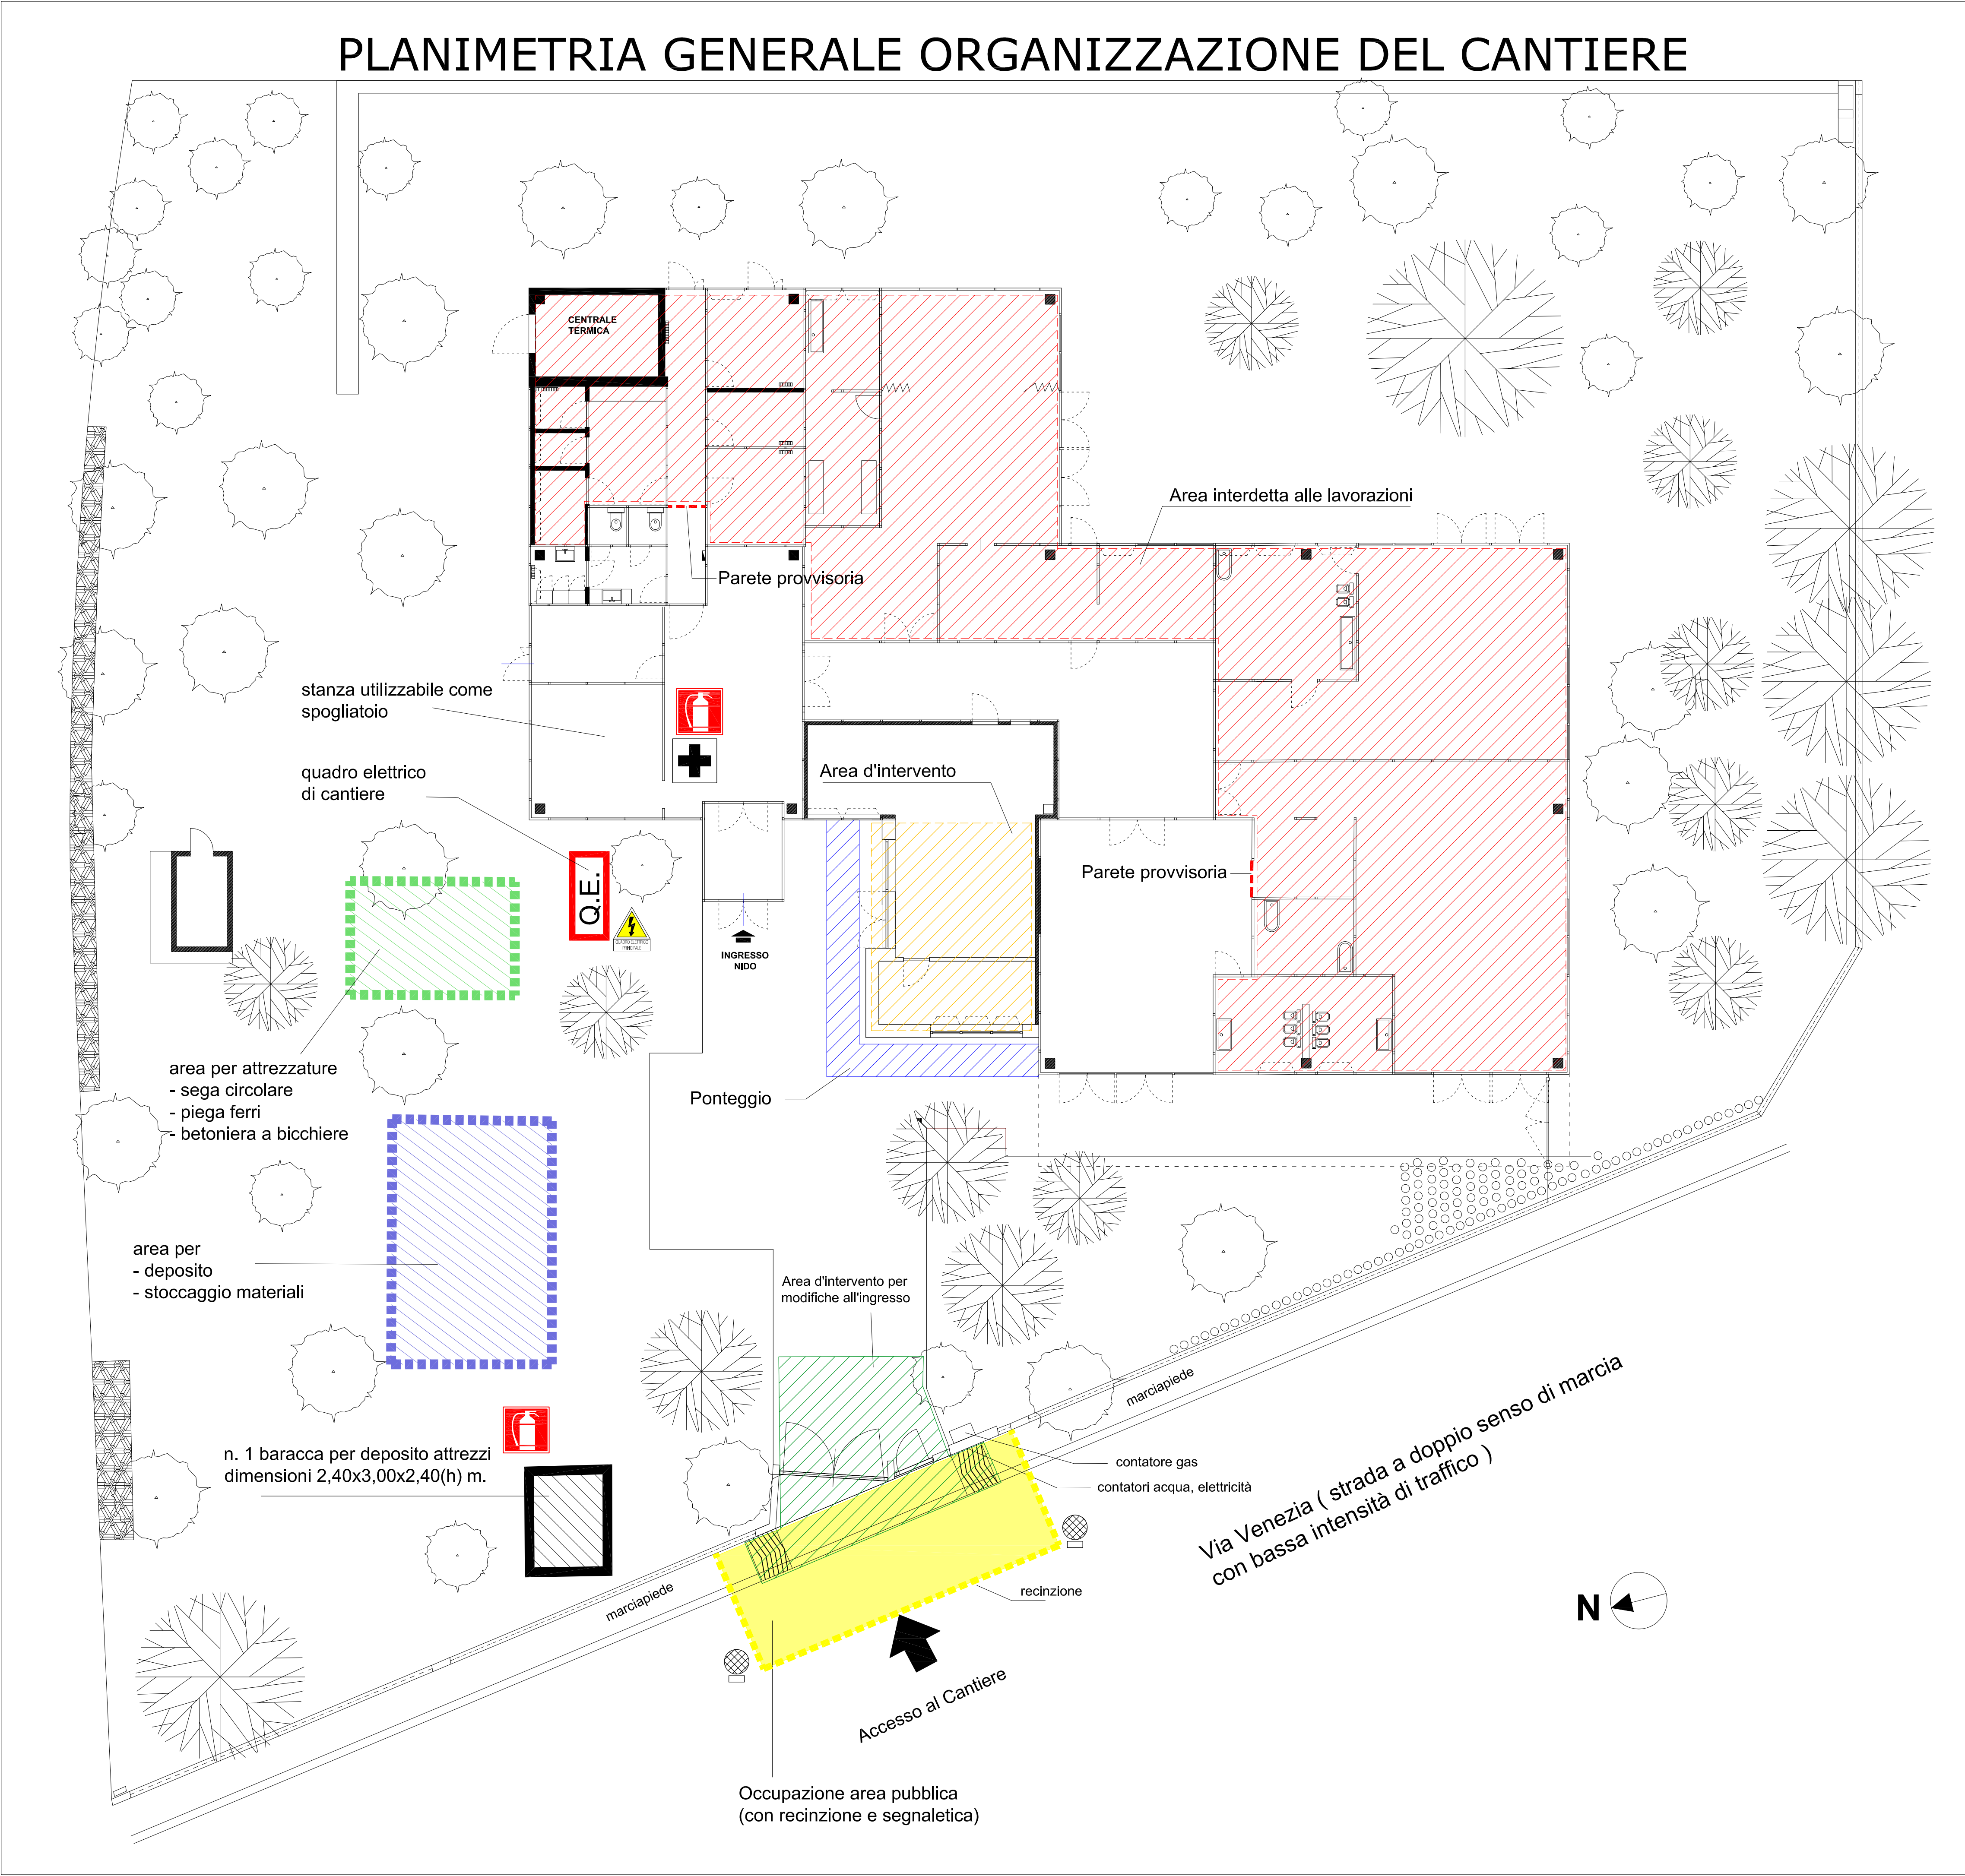 PLANIMETRIA GENERALE ORGANIZZAZIONE DEL CANTIERE
CENTRALE
TERMICA
Area interdetta alle lavorazioni
Parete provvisoria
stanza utilizzabile come
spogliatoio
quadro elettrico
di cantiere
Area d'intervento
Parete provvisoria
Q.E.
QUADRO ELETTRICO
PRINCIPALE
INGRESSO
NIDO
area per attrezzature
- sega circolare
- piega ferri
- betoniera a bicchiere
Ponteggio
area per
- deposito
- stoccaggio materiali
Area d'intervento per
modifiche all'ingresso
marciapiede
n. 1 baracca per deposito attrezzi
dimensioni 2,40x3,00x2,40(h) m.
contatore gas
contatori acqua, elettricità
Via Venezia ( strada a doppio senso di marcia
con bassa intensità di traffico )
marciapiede
recinzione
N
Accesso al Cantiere
Occupazione area pubblica
(con recinzione e segnaletica)